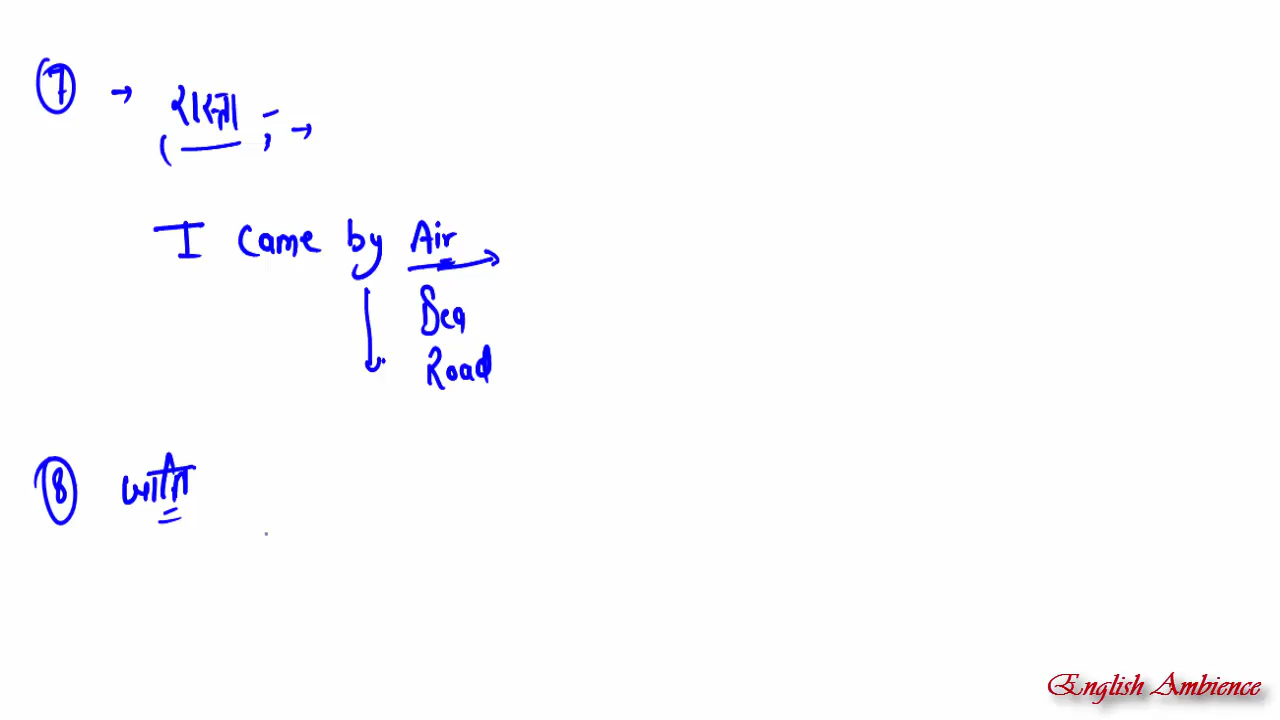 7 → रास्ता ; →
I Came by Air
Sea
Road
8
English Ambience